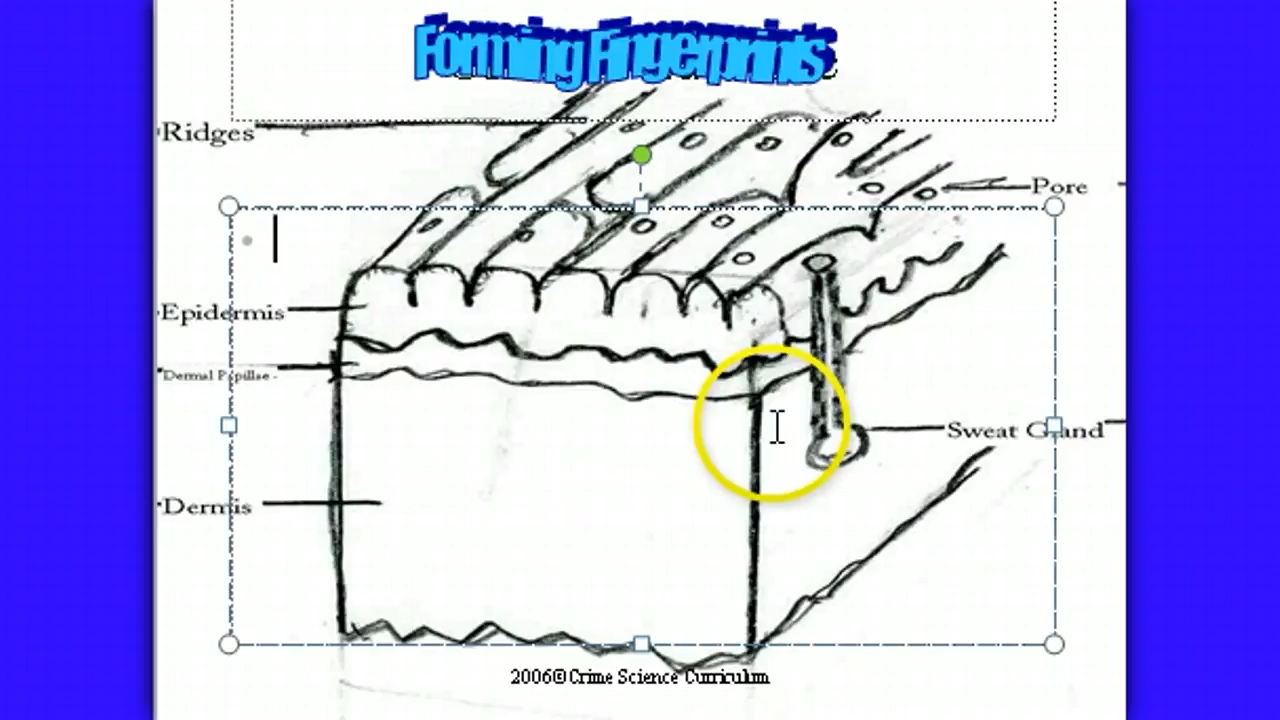 Forming Fingerprints
Ridges
Pore
Epidermis
Dermal Papillae
Sweat Gland
Dermis
2006©Crime Science Curriculum